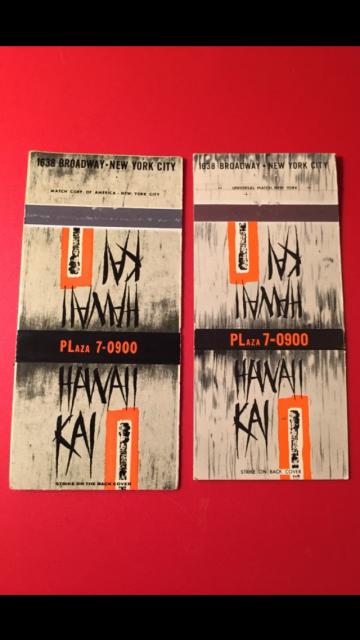 1638 BROADWAY • NEW YORK CITY
MATCH CORP. OF AMERICA - NEW YORK CITY
HAWAII
KAI
PLAZA 7-0900
HAWAII
KAI
STRIKE ON THE BACK COVER
1638 BROADWAY • NEW YORK CITY
UNIVERSAL MATCH, NEW YORK
HAWAII
KAI
PLAZA 7-0900
HAWAII
KAI
STRIKE ON BACK COVER